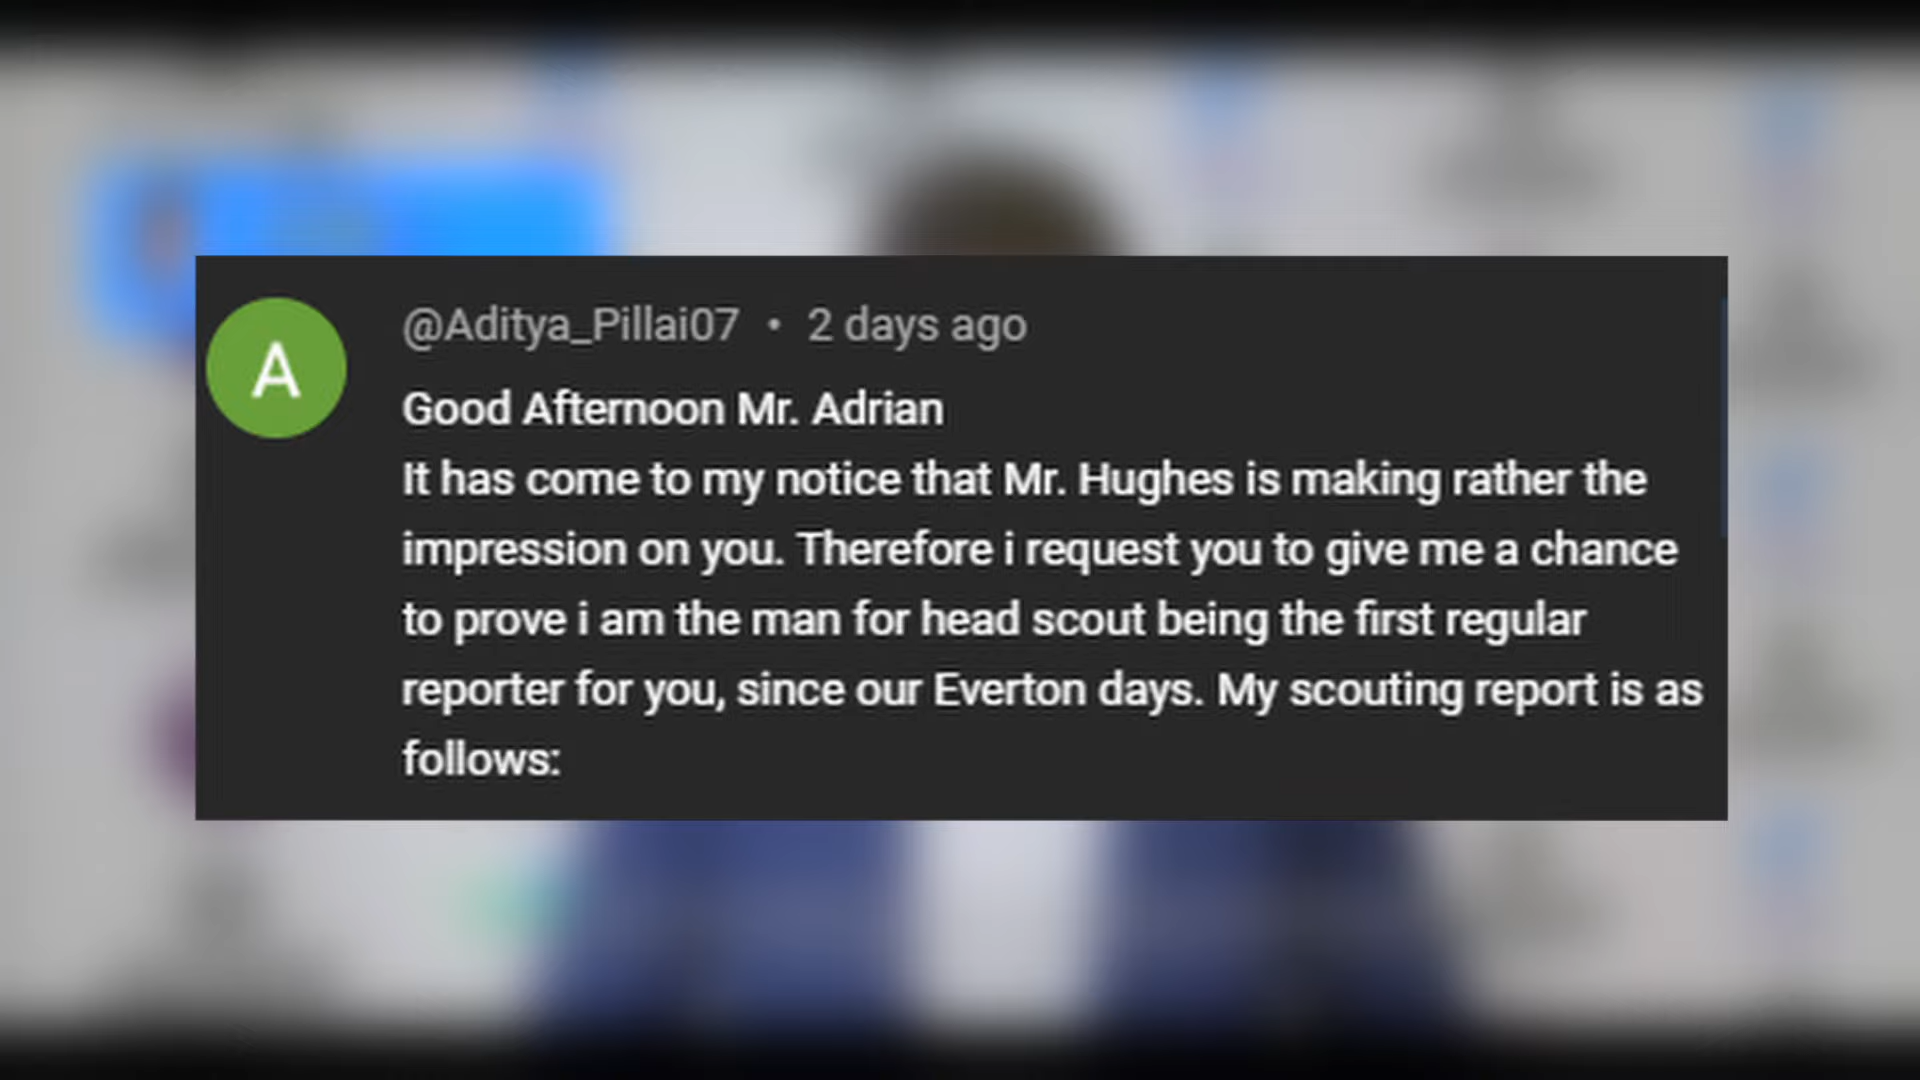 A
@Aditya_Pillai07 • 2 days ago
Good Afternoon Mr. Adrian
It has come to my notice that Mr. Hughes is making rather the
impression on you. Therefore i request you to give me a chance
to prove i am the man for head scout being the first regular
reporter for you, since our Everton days. My scouting report is as
follows: